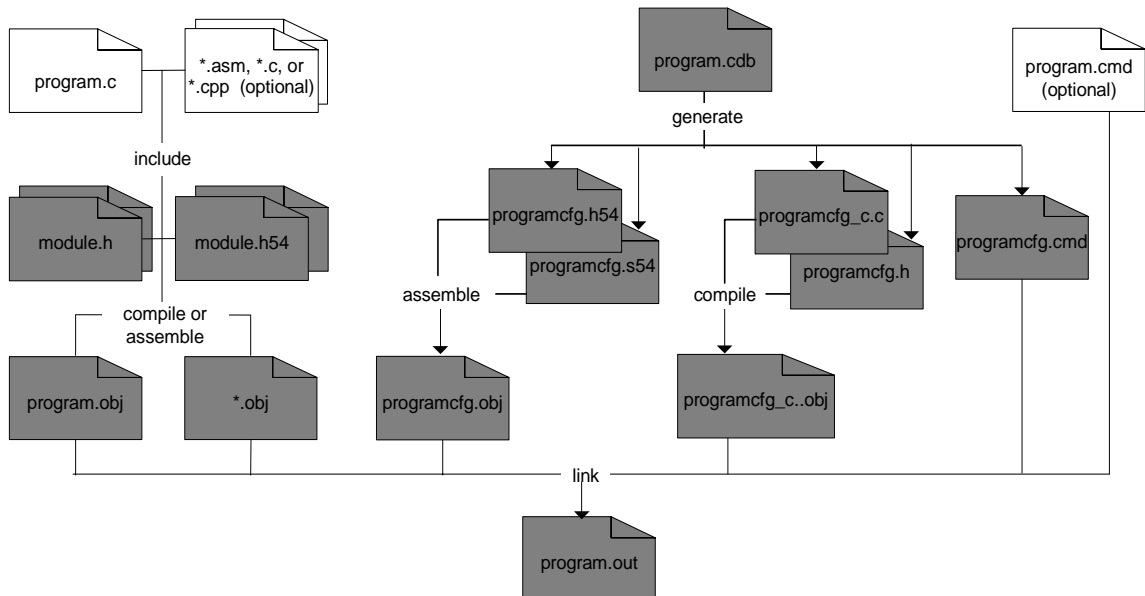 program.c
*.asm, *.c, or
*.cpp (optional)
program.cdb
program.cmd
(optional)
generate
include
module.h
module.h54
programcfg.h54
programcfg.s54
programcfg_c.c
programcfg.h
programcfg.cmd
assemble
compile
compile or
assemble
program.obj
*.obj
programcfg.obj
programcfg_c..obj
link
program.out